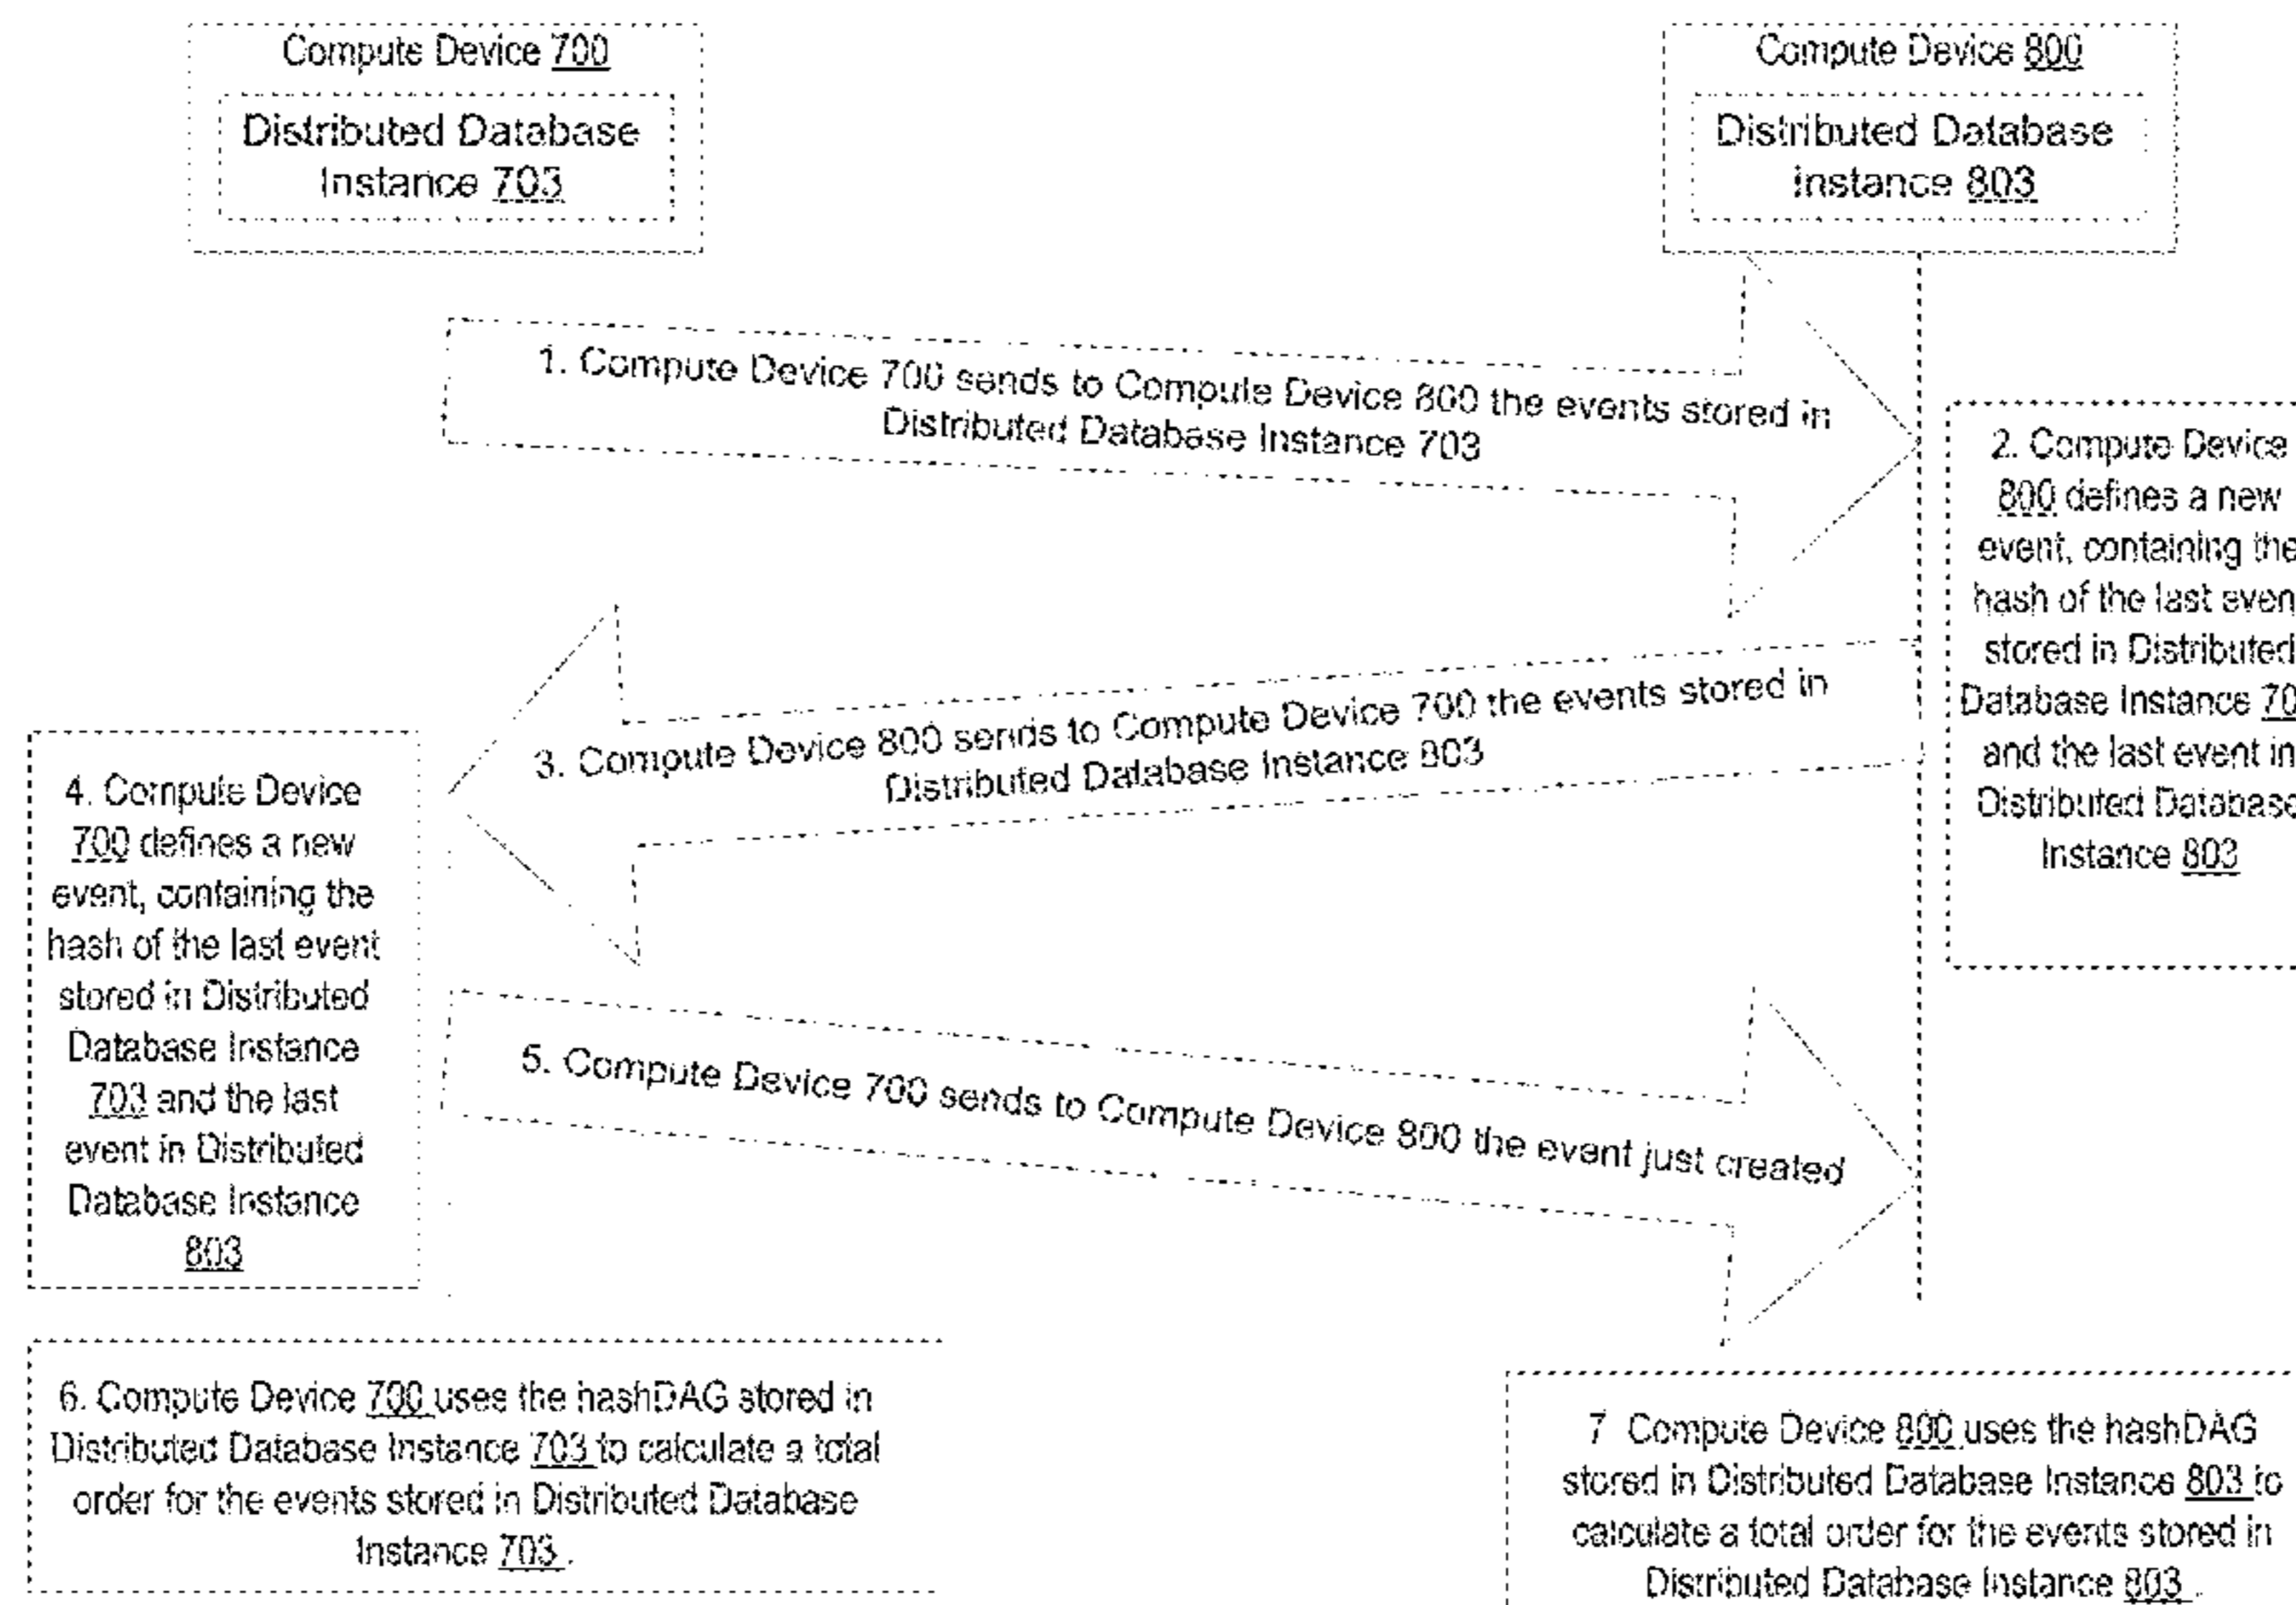 Compute Device 700
Distributed Database
Instance 703
Compute Device 800
Distributed Database
Instance 803
1. Compute Device 700 sends to Compute Device 800 the events stored in
Distributed Database Instance 703
2. Compute Device
800 defines a new
event, containing the
hash of the last even
stored in Distributed
Database Instance 70
and the last event in
Distributed Database
Instance 803
3. Compute Device 800 sends to Compute Device 700 the events stored in
Distributed Database Instance 803
4. Compute Device
700 defines a new
event, containing the
hash of the last event
stored in Distributed
Database Instance
703 and the last
event in Distributed
Database Instance
803
5. Compute Device 700 sends to Compute Device 800 the event just created
6. Compute Device 700 uses the hashDAG stored in
Distributed Database Instance 703 to calculate a total
order for the events stored in Distributed Database
Instance 703 .
7 Compute Device 800 uses the hashDAG
stored in Distributed Database Instance 803 to
calculate a total order for the events stored in
Distributed Database Instance 803 .